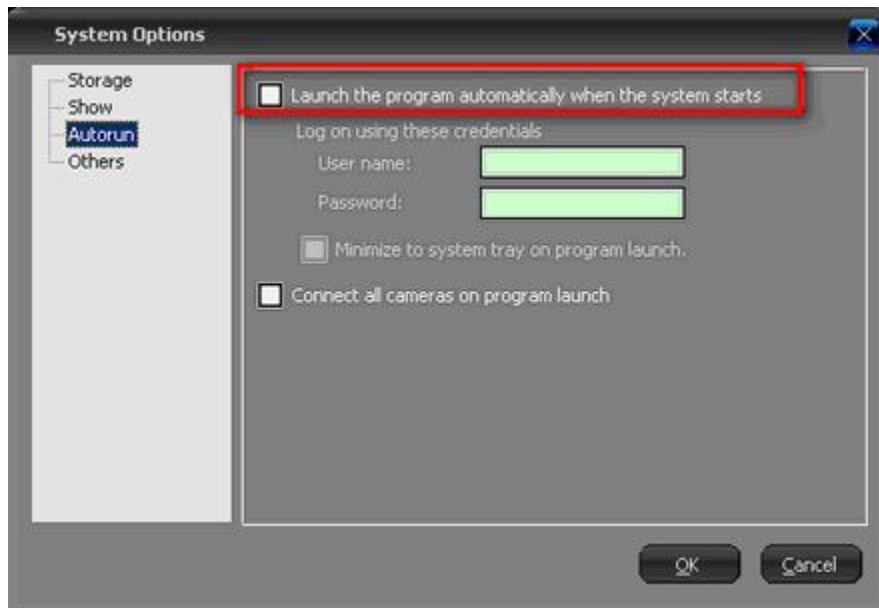 System Options
Storage
Show
Autorun
Others
Launch the program automatically when the system starts
Log on using these credentials
User name:
Password:
Minimize to system tray on program launch.
Connect all cameras on program launch
OK
Cancel